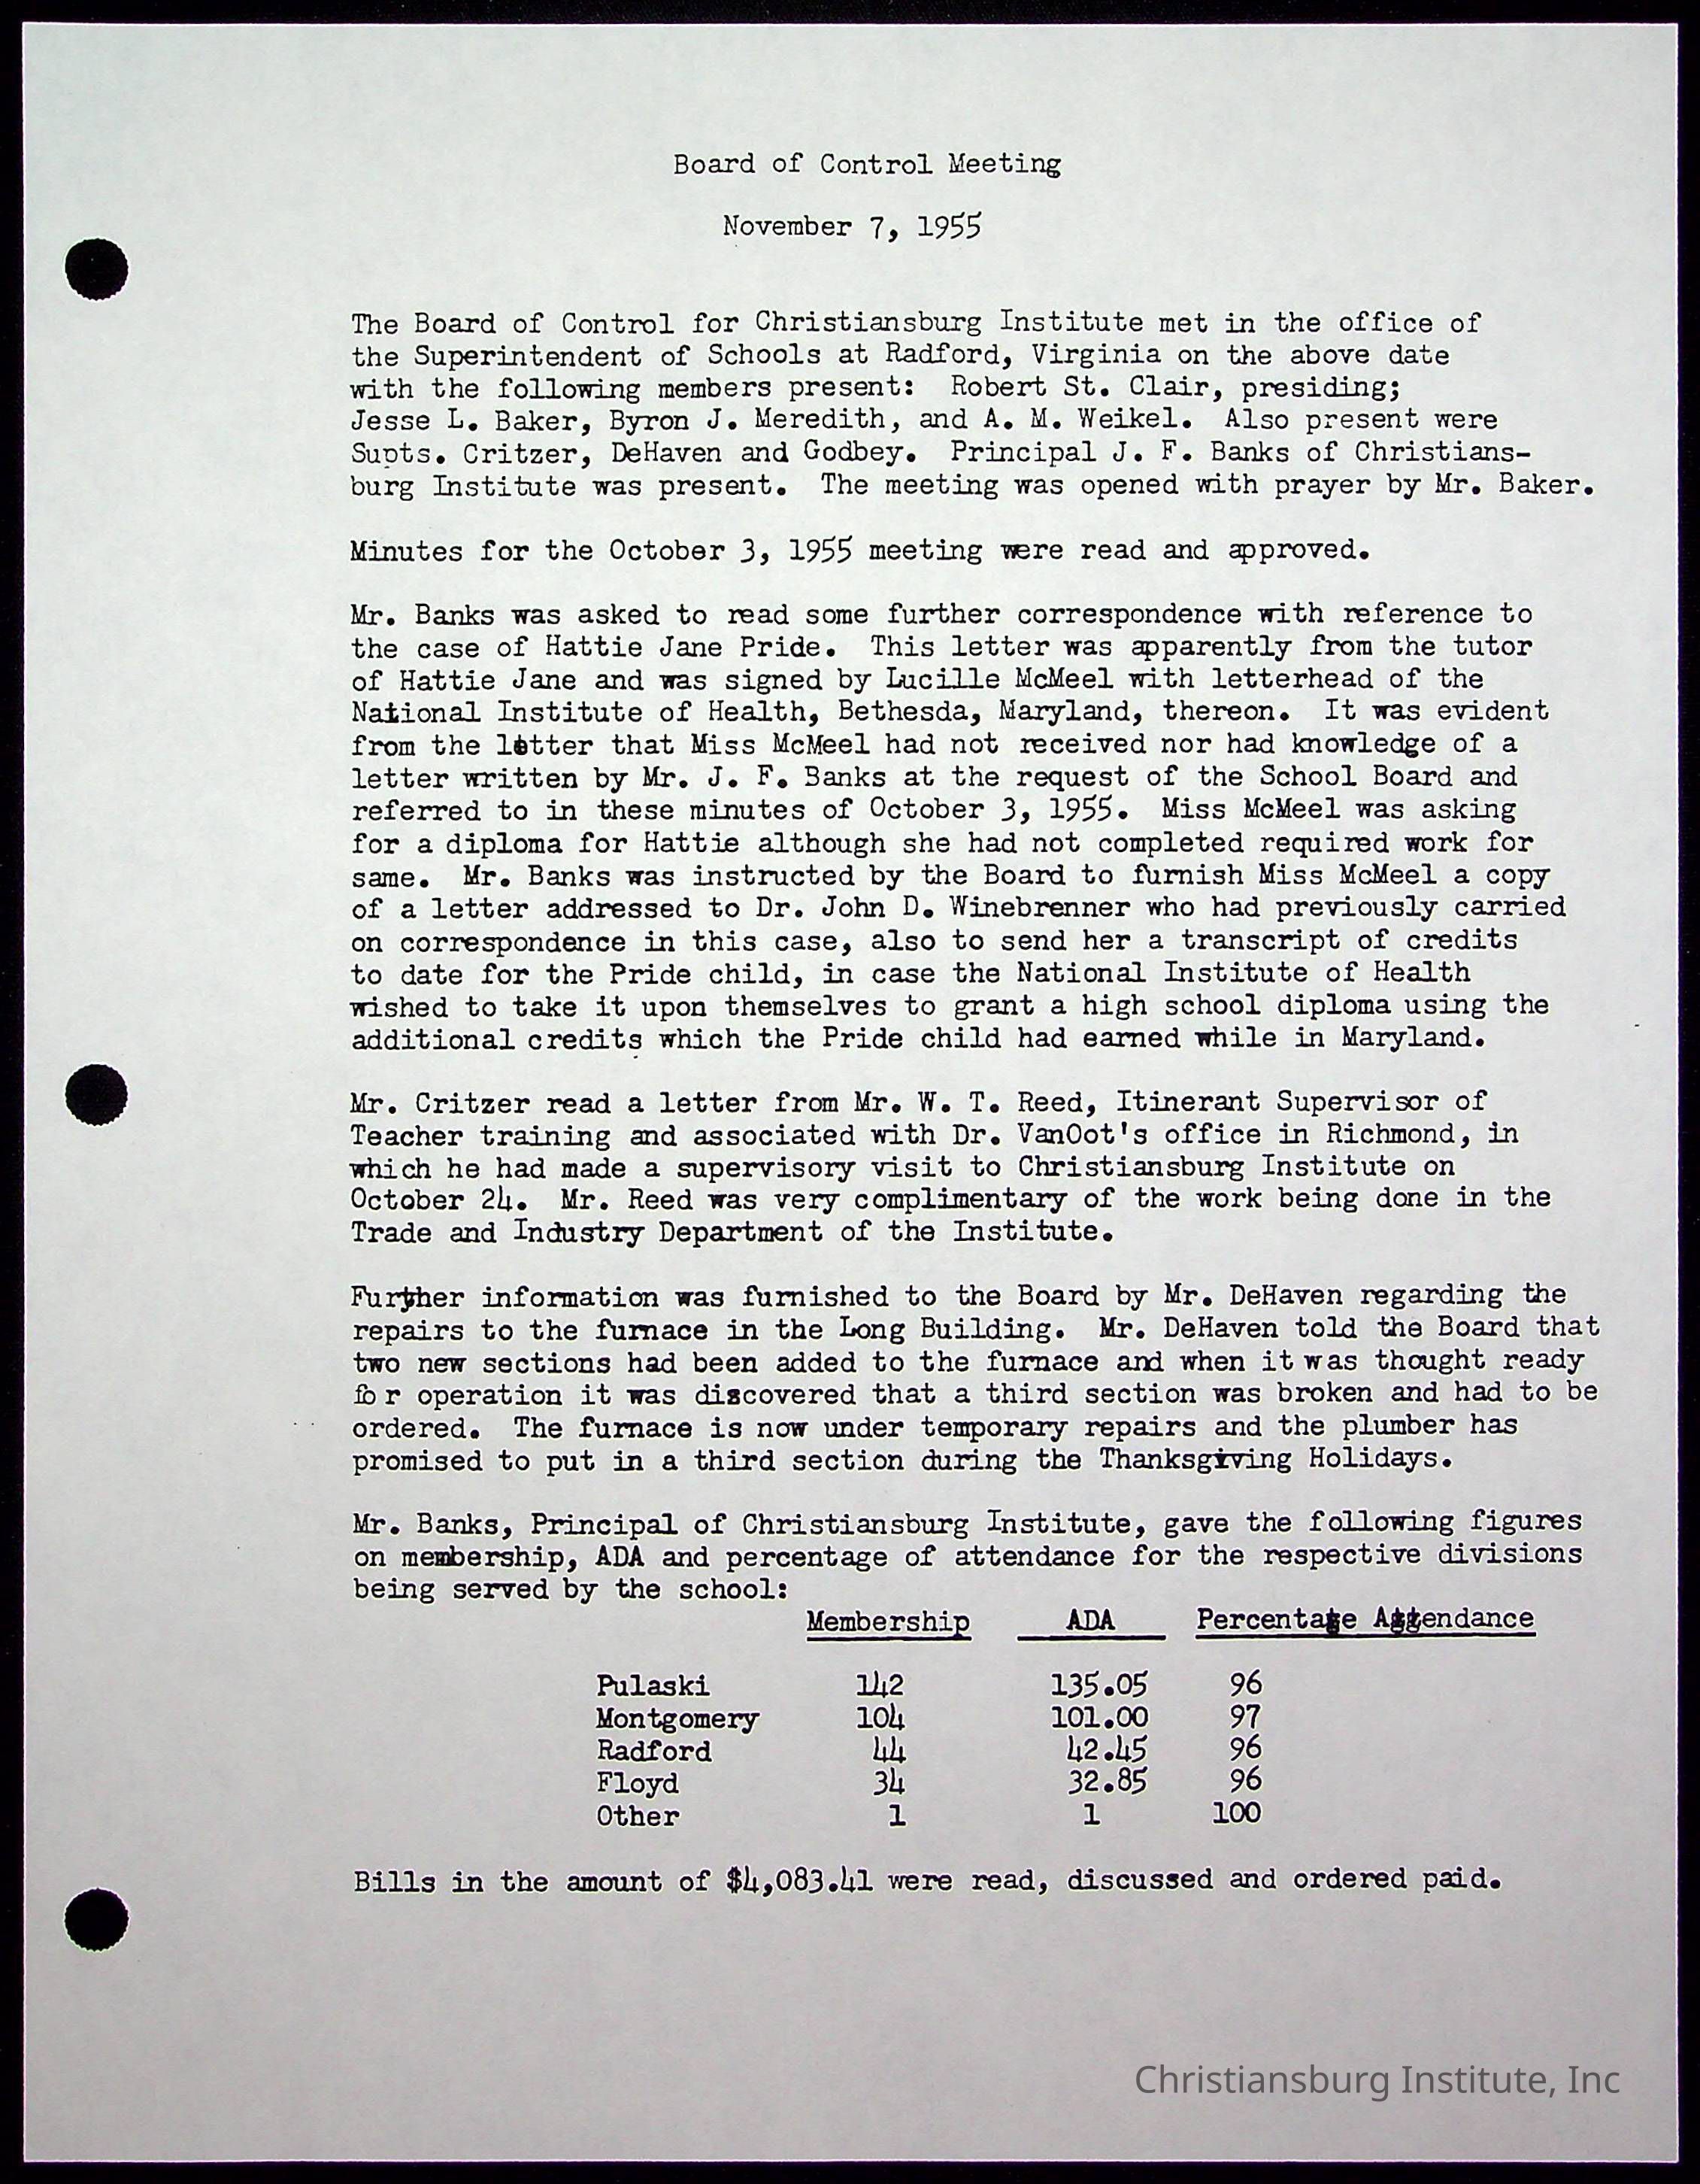 Board of Control Meeting
November 7, 1955
The Board of Control for Christiansburg Institute met in the office of
the Superintendent of Schools at Radford, Virginia on the above date
with the following members present:  Robert St. Clair, presiding;
Jesse L. Baker, Byron J. Meredith, and A. M. Weikel.  Also present were
Supts. Critzer, DeHaven and Godbey.  Principal J. F. Banks of Christians-
burg Institute was present.  The meeting was opened with prayer by Mr. Baker.
Minutes for the October 3, 1955 meeting were read and approved.
Mr. Banks was asked to read some further correspondence with reference to
the case of Hattie Jane Pride.  This letter was apparently from the tutor
of Hattie Jane and was signed by Lucille McMeel with letterhead of the
National Institute of Health, Bethesda, Maryland, thereon.  It was evident
from the letter that Miss McMeel had not received nor had knowledge of a
letter written by Mr. J. F. Banks at the request of the School Board and
referred to in these minutes of October 3, 1955.  Miss McMeel was asking
for a diploma for Hattie although she had not completed required work for
same.  Mr. Banks was instructed by the Board to furnish Miss McMeel a copy
of a letter addressed to Dr. John D. Winebrenner who had previously carried
on correspondence in this case, also to send her a transcript of credits
to date for the Pride child, in case the National Institute of Health
wished to take it upon themselves to grant a high school diploma using the
additional credits which the Pride child had earned while in Maryland.
Mr. Critzer read a letter from Mr. W. T. Reed, Itinerant Supervisor of
Teacher training and associated with Dr. VanOot's office in Richmond, in
which he had made a supervisory visit to Christiansburg Institute on
October 24.  Mr. Reed was very complimentary of the work being done in the
Trade and Industry Department of the Institute.
Further information was furnished to the Board by Mr. DeHaven regarding the
repairs to the furnace in the Long Building.  Mr. DeHaven told the Board that
two new sections had been added to the furnace and when it was thought ready
for operation it was discovered that a third section was broken and had to be
ordered.  The furnace is now under temporary repairs and the plumber has
promised to put in a third section during the Thanksgiving Holidays.
Mr. Banks, Principal of Christiansburg Institute, gave the following figures
on membership, ADA and percentage of attendance for the respective divisions
being served by the school:
Membership ADA Percentage Attendance
Pulaski 142 135.05 96
Montgomery 104 101.00 97
Radford 44 42.45 96
Floyd 34 32.85 96
Other 1 1 100
Bills in the amount of $4,083.41 were read, discussed and ordered paid.
Christiansburg Institute, Inc